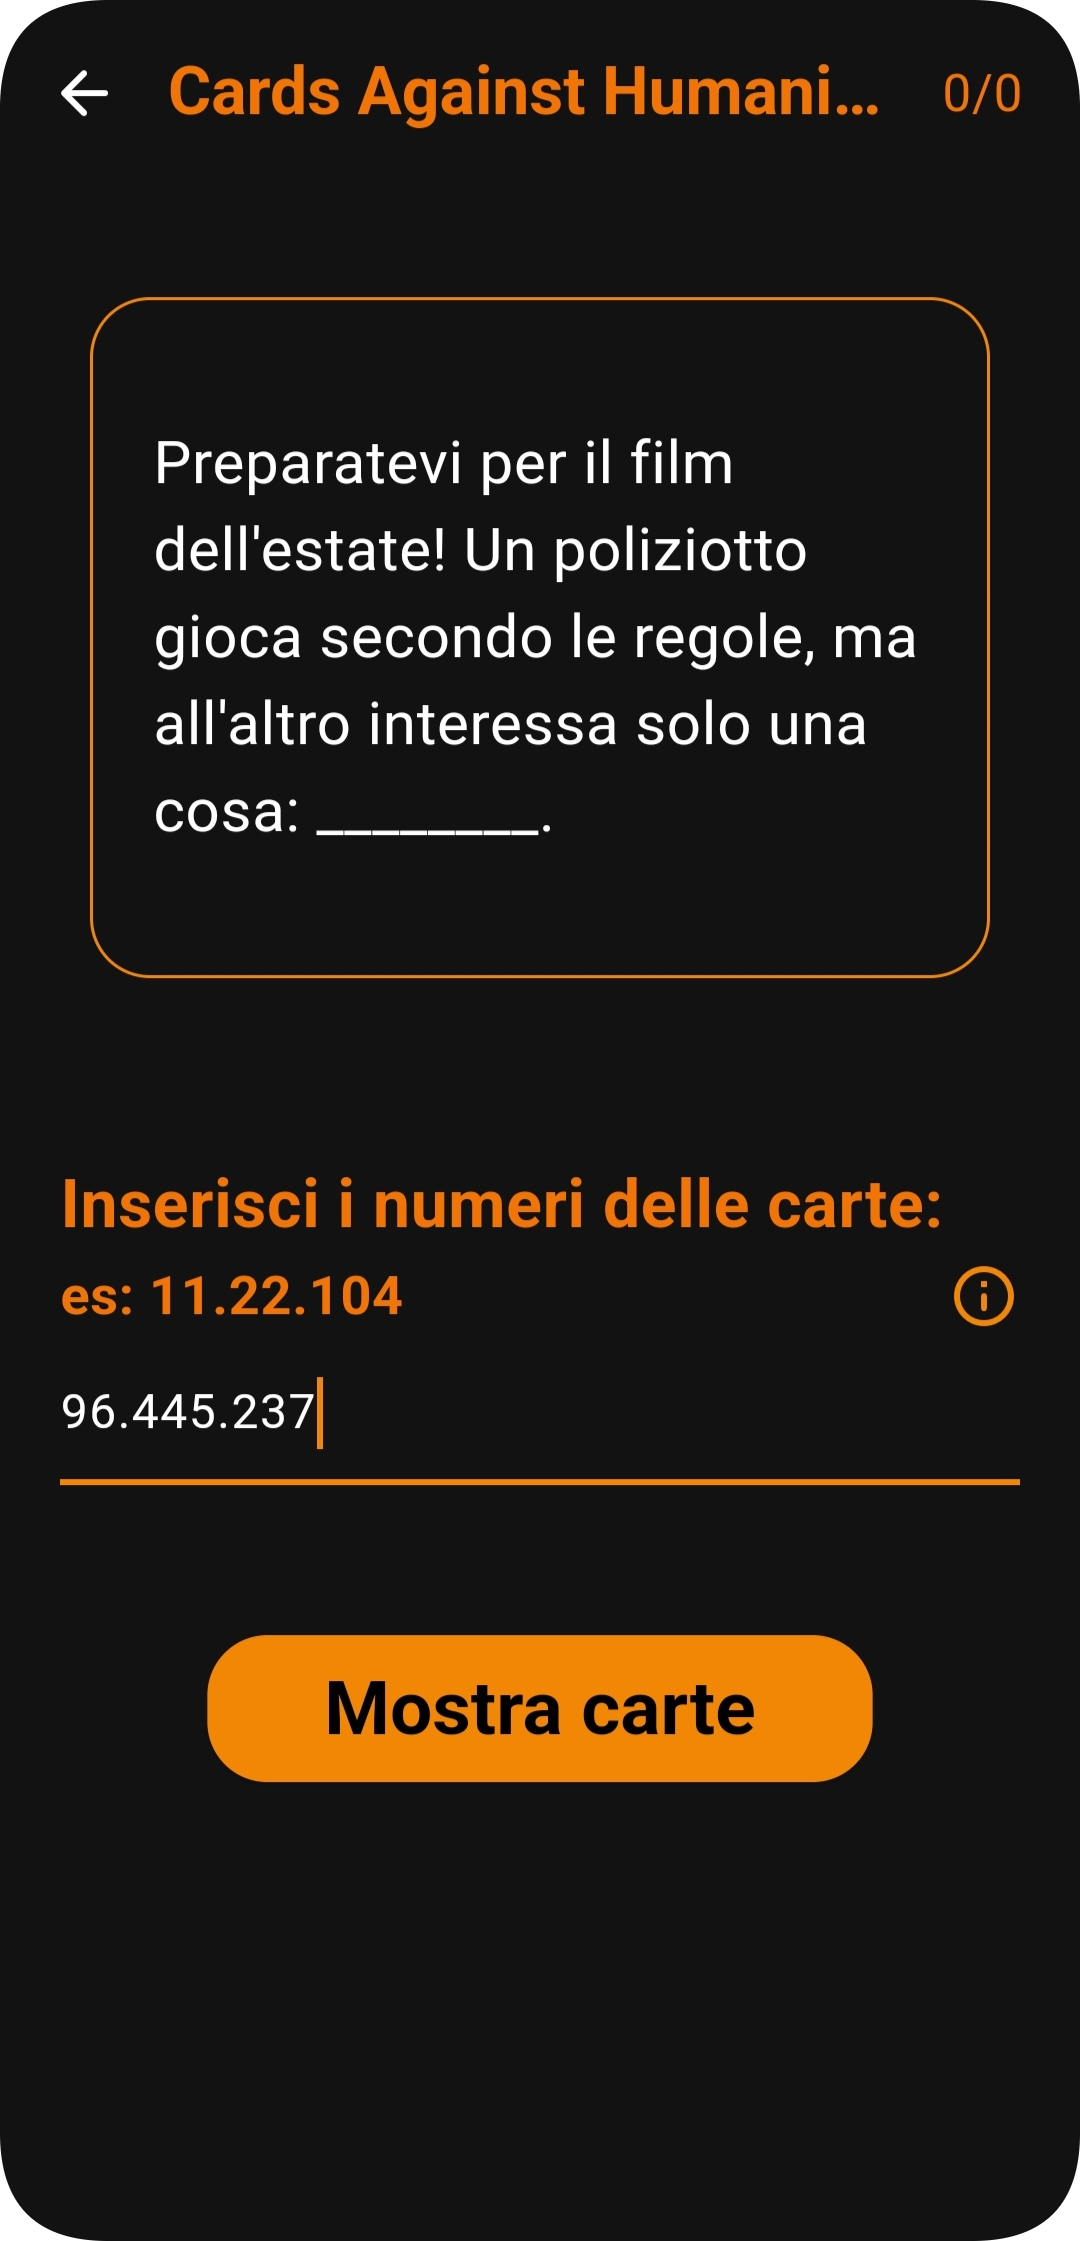 Cards Against Humani...
0/0
Preparatevi per il film
dell'estate! Un poliziotto
gioca secondo le regole, ma
all'altro interessa solo una
cosa: ________.
Inserisci i numeri delle carte:
es: 11.22.104
96.445.237
Mostra carte